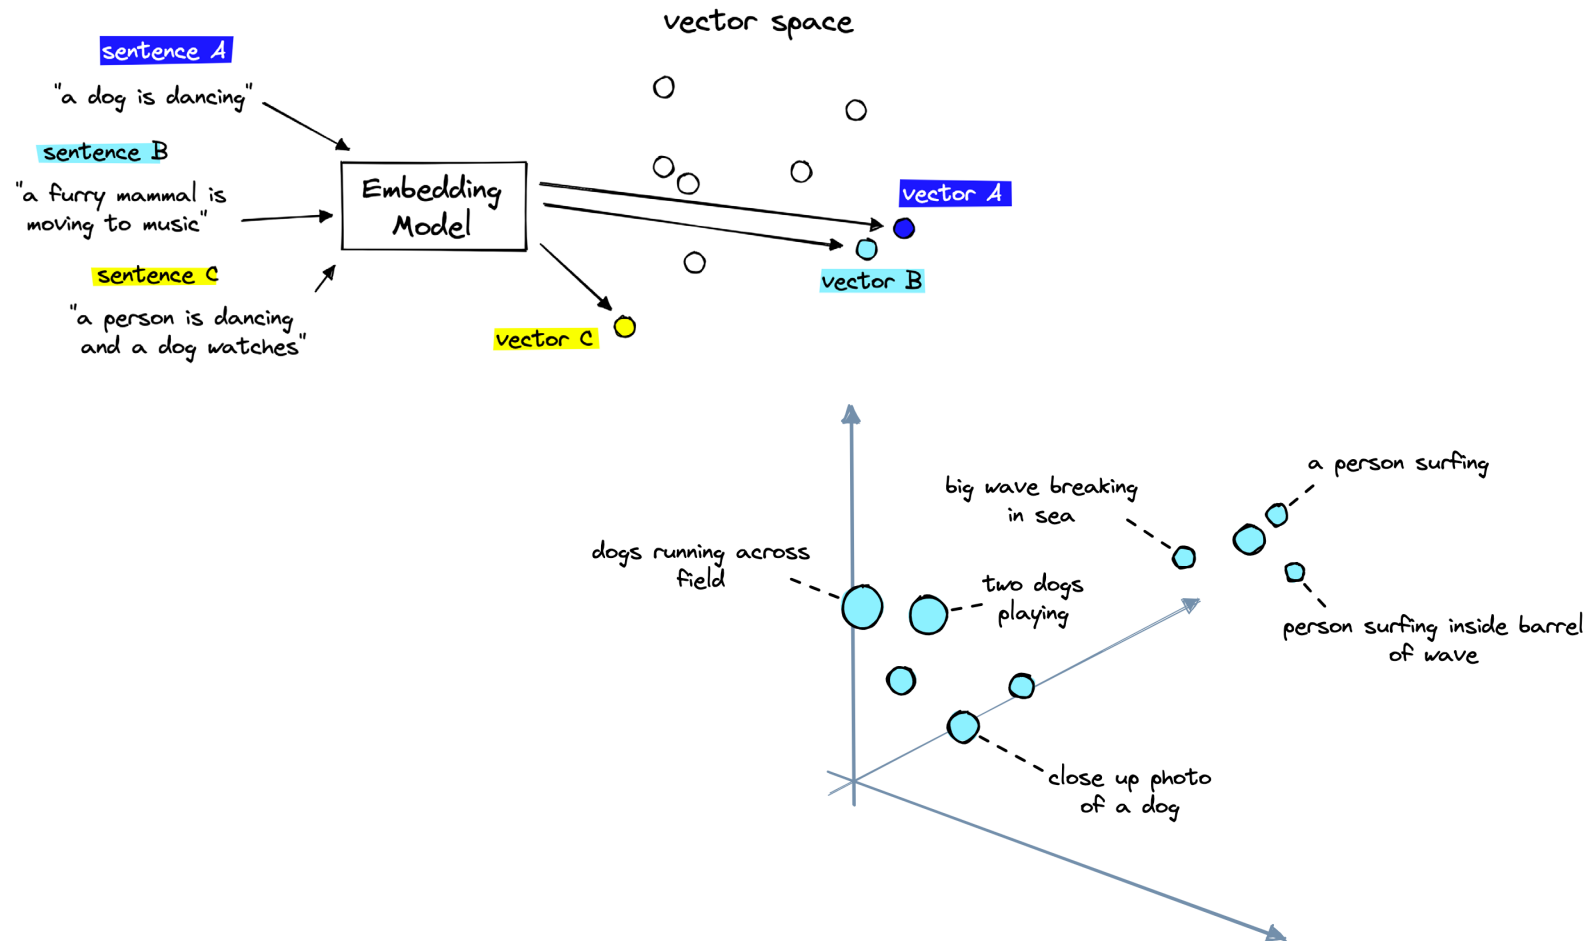 vector space
sentence A
"a dog is dancing"
sentence B
"a furry mammal is
moving to music"
sentence C
"a person is dancing
and a dog watches"
Embedding
Model
vector A
vector B
vector C
a person surfing
big wave breaking
in sea
dogs running across
field
two dogs
playing
person surfing inside barrel
of wave
close up photo
of a dog